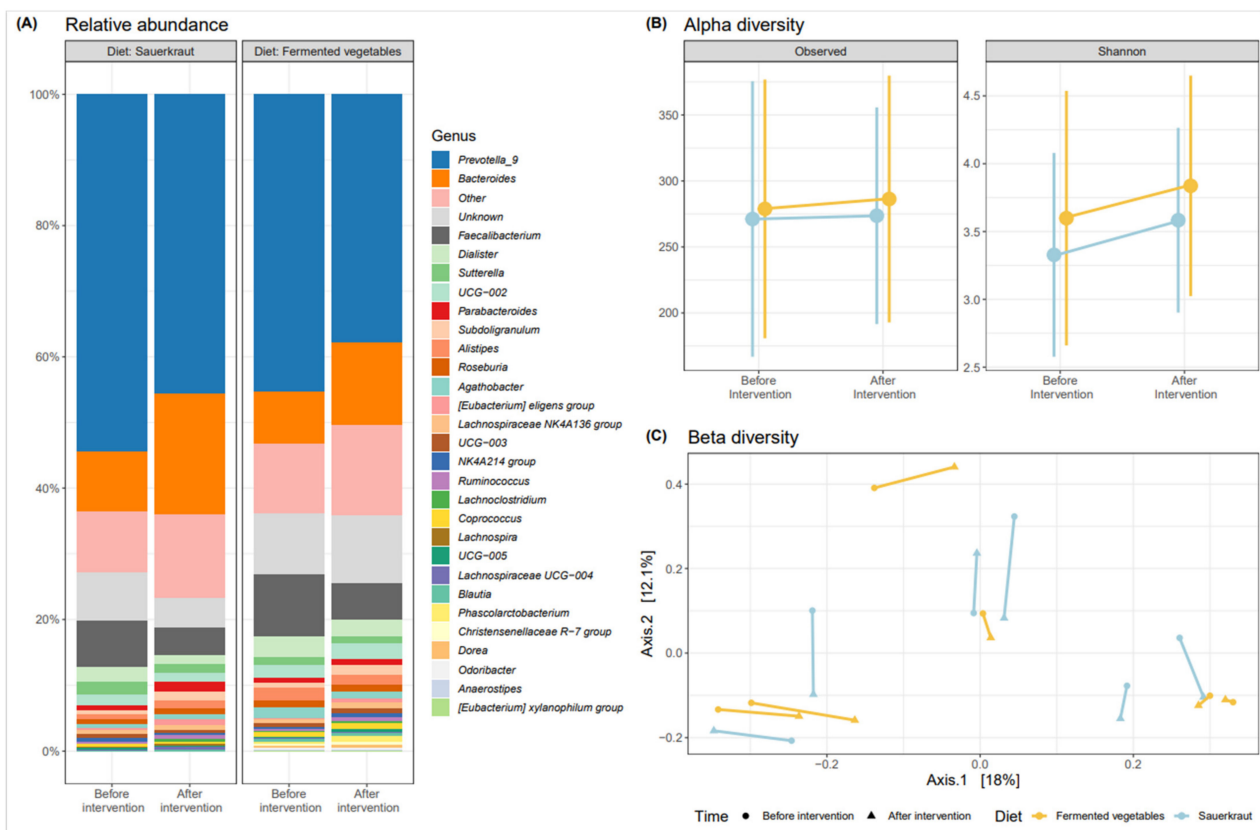 (A) Relative abundance
Diet: Sauerkraut
Diet: Fermented vegetables
100%
80%
60%
40%
20%
0%
Before intervention
After intervention
Before intervention
After intervention
Genus
Prevotella_9
Bacteroides
Other
Unknown
Faecalibacterium
Dialister
Sutterella
UCG-002
Parabacteroides
Subdoligranulum
Alistipes
Roseburia
Agathobacter
[Eubacterium] eligens group
Lachnospiraceae NK4A136 group
UCG-003
NK4A214 group
Ruminococcus
Lachnoclostridium
Coprococcus
Lachnospira
UCG-005
Lachnospiraceae UCG-004
Blautia
Phascolarctobacterium
Christensenellaceae R-7 group
Dorea
Odoribacter
Anaerostipes
[Eubacterium] xylanophilum group
(B) Alpha diversity
Observed
350
300
250
200
Before Intervention
After Intervention
Shannon
4.5
4.0
3.5
3.0
2.5
Before Intervention
After Intervention
(C) Beta diversity
Axis.2 [12.1%]
0.4
0.2
0.0
−0.2
−0.2
0.0
0.2
Axis.1 [18%]
Time Before intervention After intervention Diet Fermented vegetables Sauerkraut